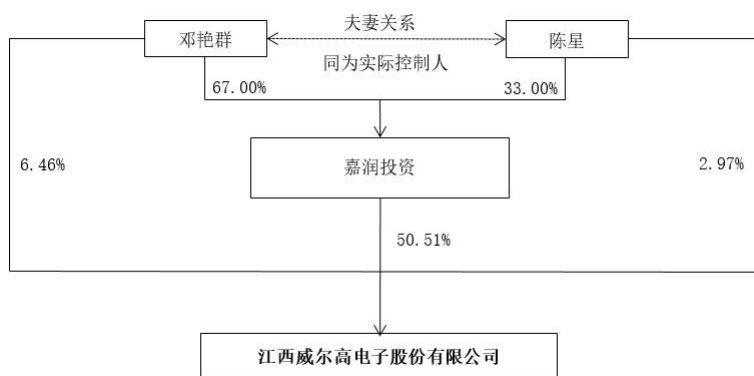 夫妻关系
邓艳群
陈星
同为实际控制人
67.00%
33.00%
6.46%
嘉润投资
2.97%
50.51%
江西威尔高电子股份有限公司